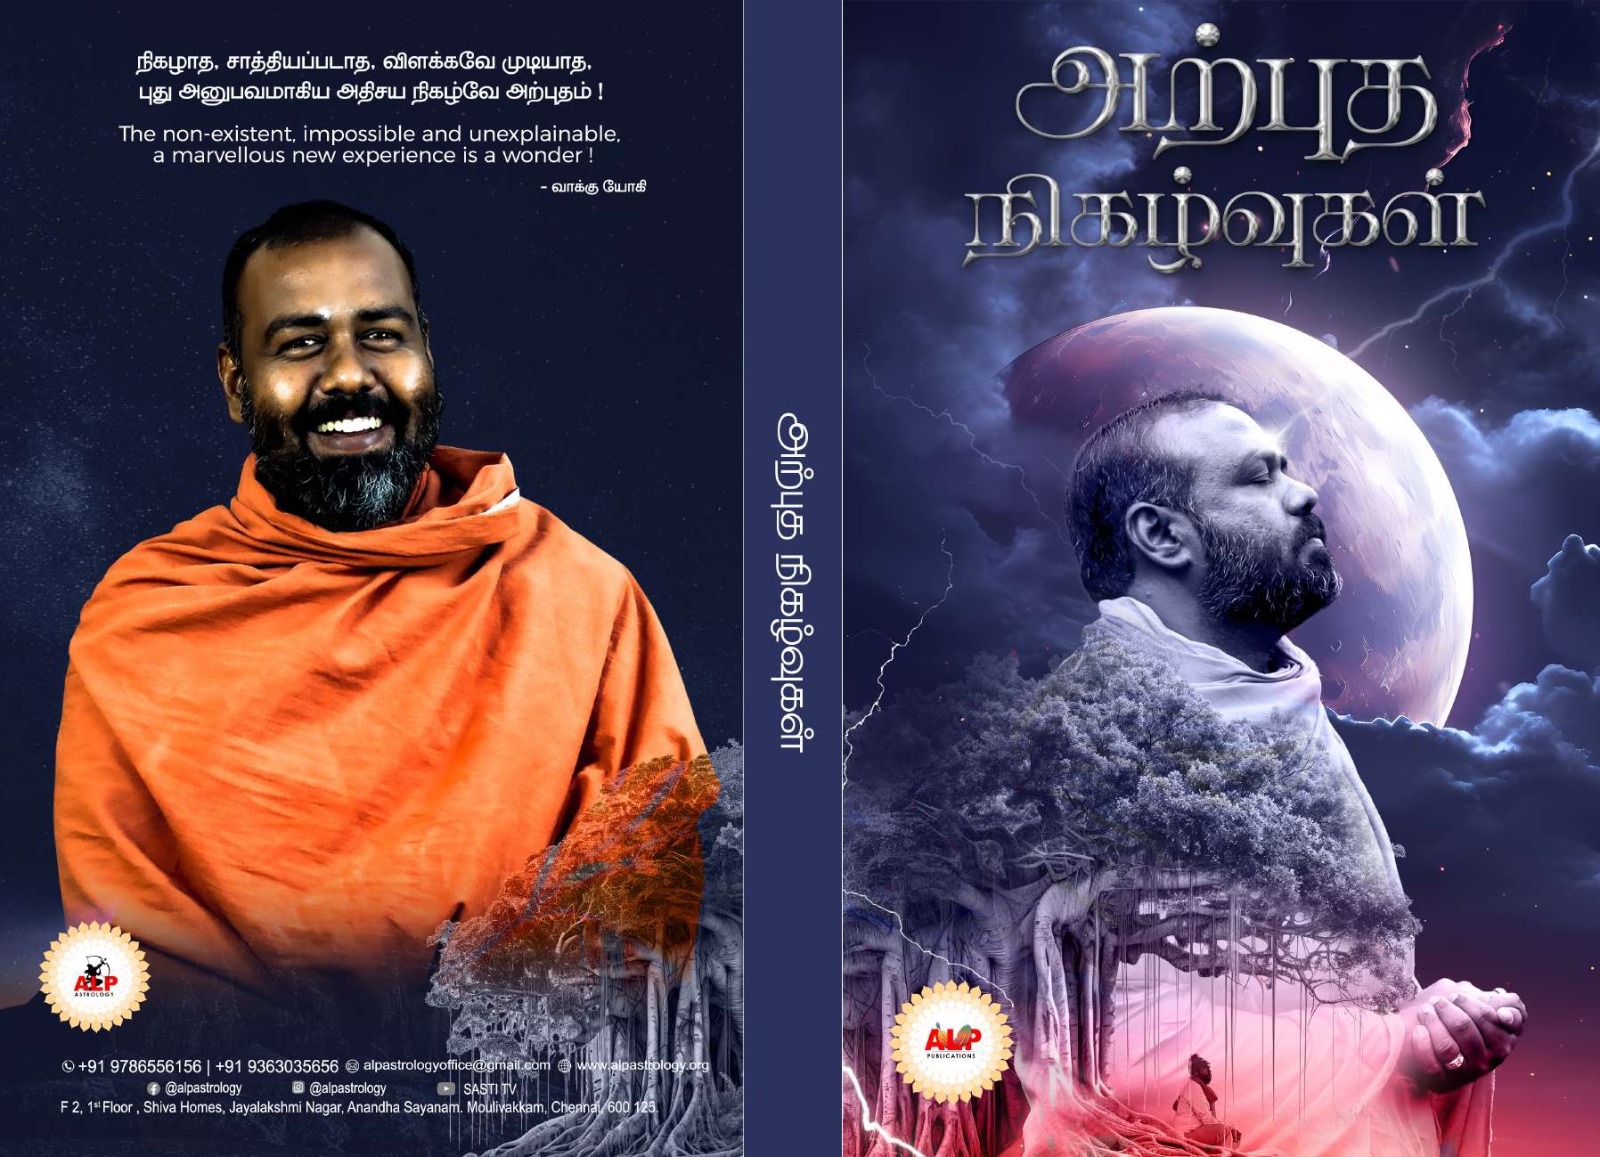 நிகழாத, சாத்தியப்படாத, விளக்கவே முடியாத,
புது அனுபவமாகிய அதிசய நிகழ்வே அற்புதம் !
The non-existent, impossible and unexplainable,
a marvellous new experience is a wonder !
- வாக்கு யோகி
ALP
ASTROLOGY
+91 9786556156 | +91 9363035656 alpastrologyoffice@gmail.com www.alpastrology.org
@alpastrology @alpastrology SASTI TV
F 2, 1st Floor , Shiva Homes, Jayalakshmi Nagar, Anandha Sayanam. Moulivakkam, Chennai, 600 125.
அற்புத நிகழ்வுகள்
அற்புத
நிகழ்வுகள்
ALP
PUBLICATIONS